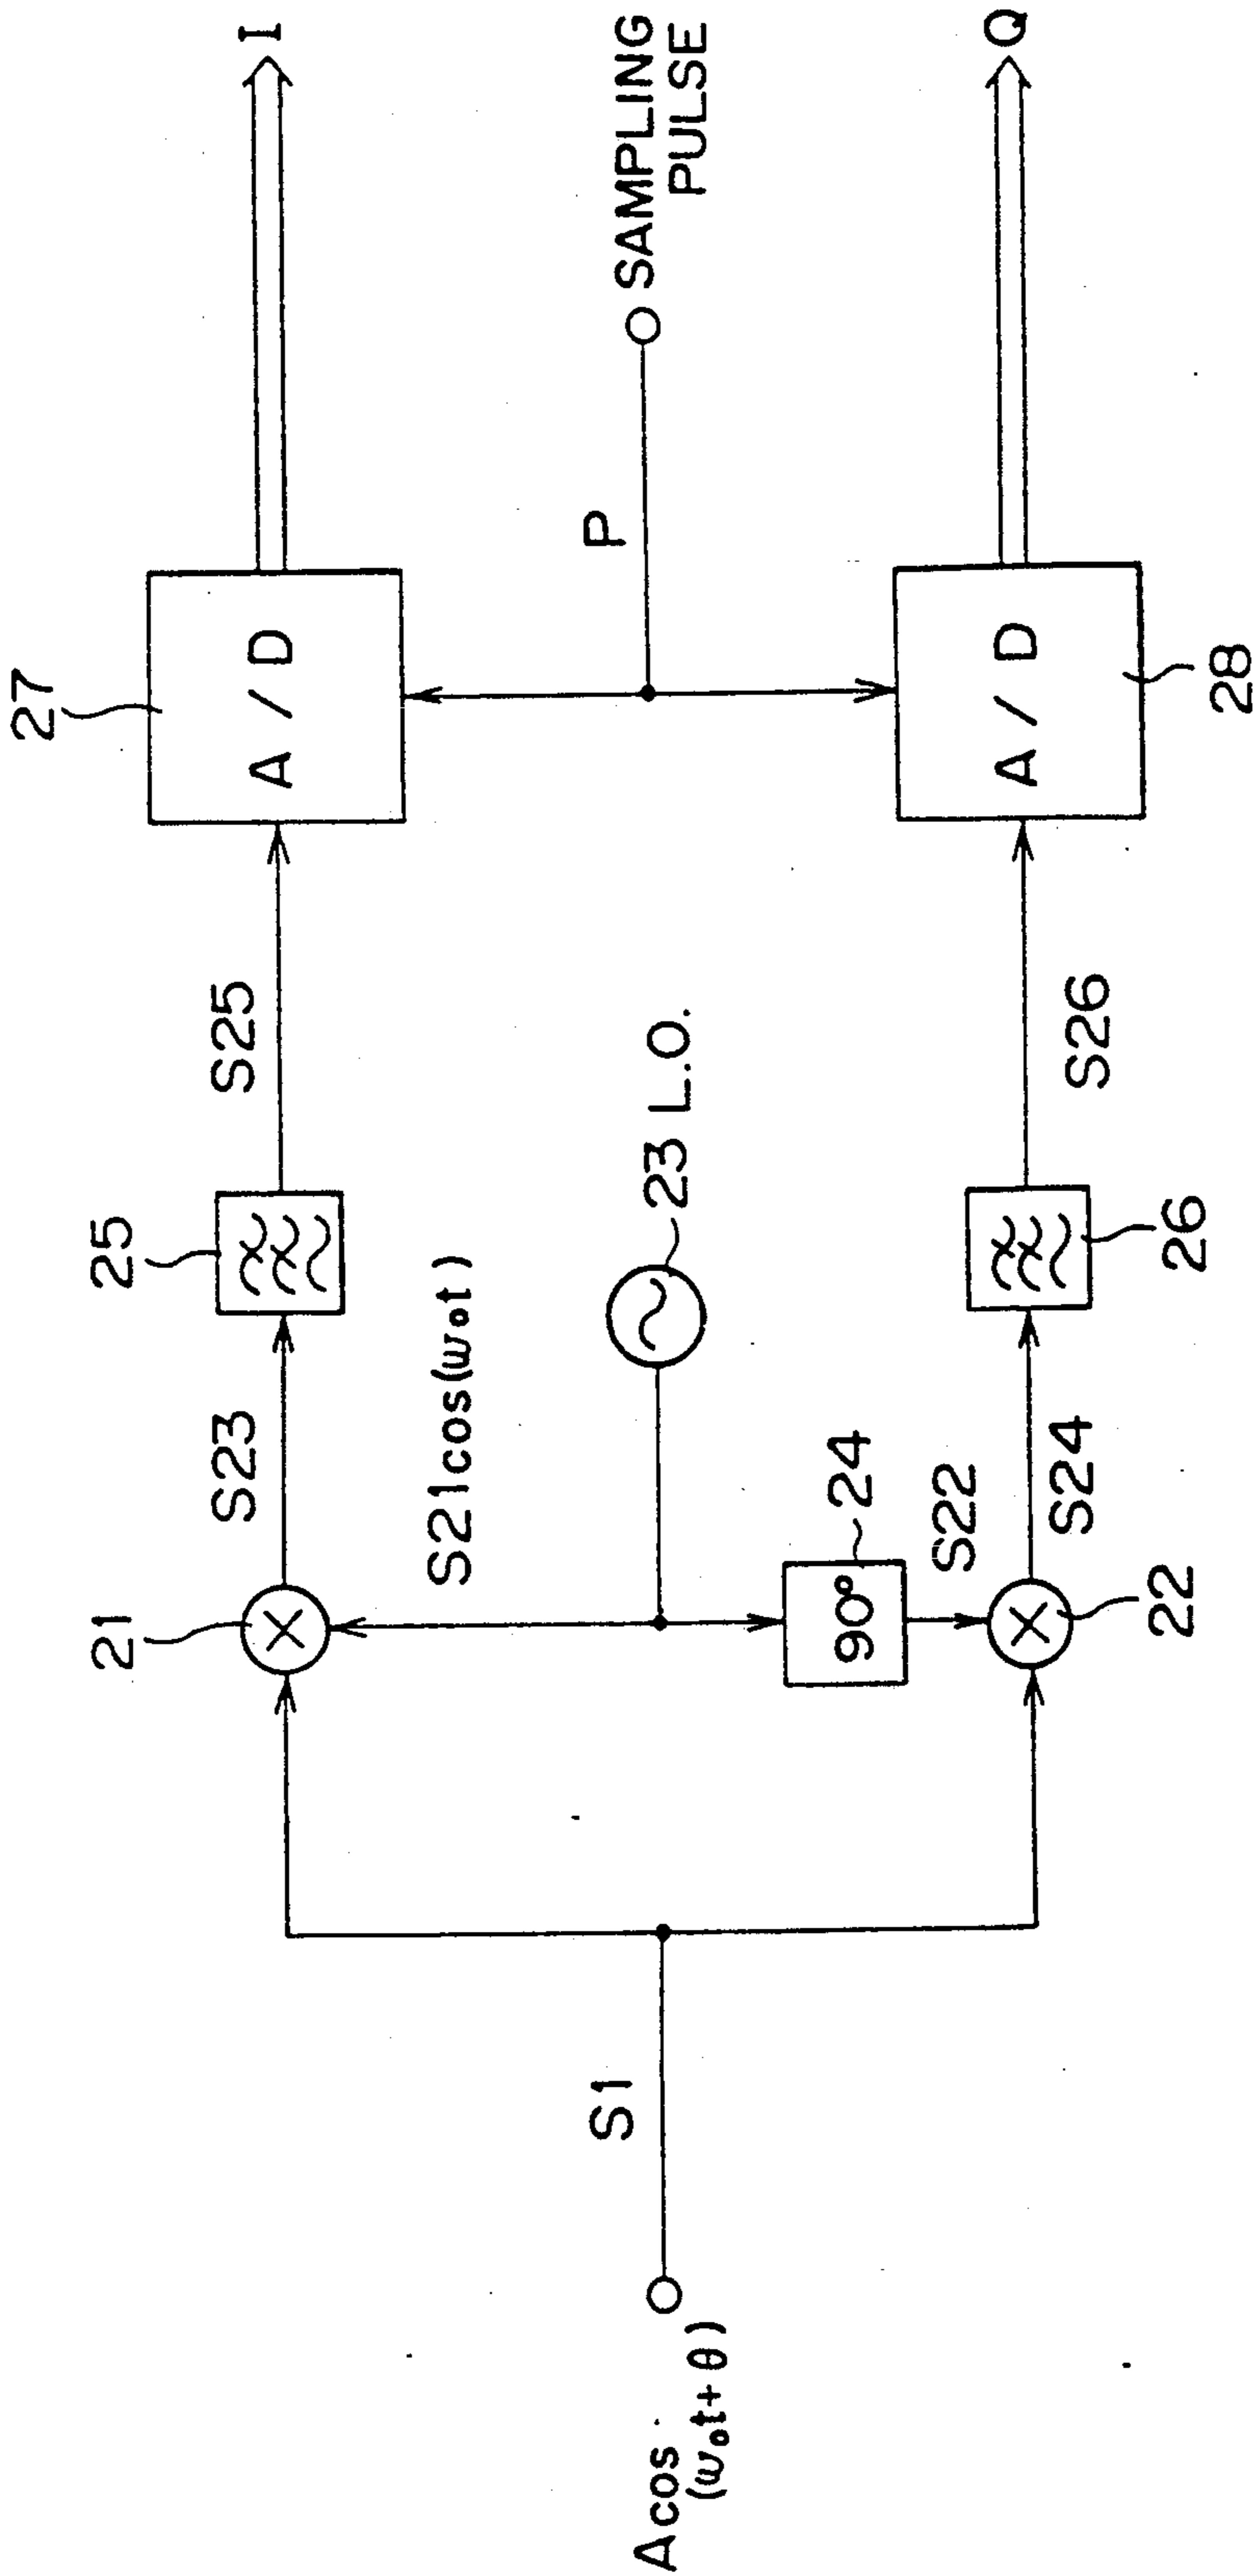 A cos
(ω₀t+θ)
S1
21
S23
25
S25
27
A/D
I
S21cos(ω₀t)
23 L.O.
P
SAMPLING
PULSE
90°
24
S22
22
S24
26
S26
A/D
28
Q